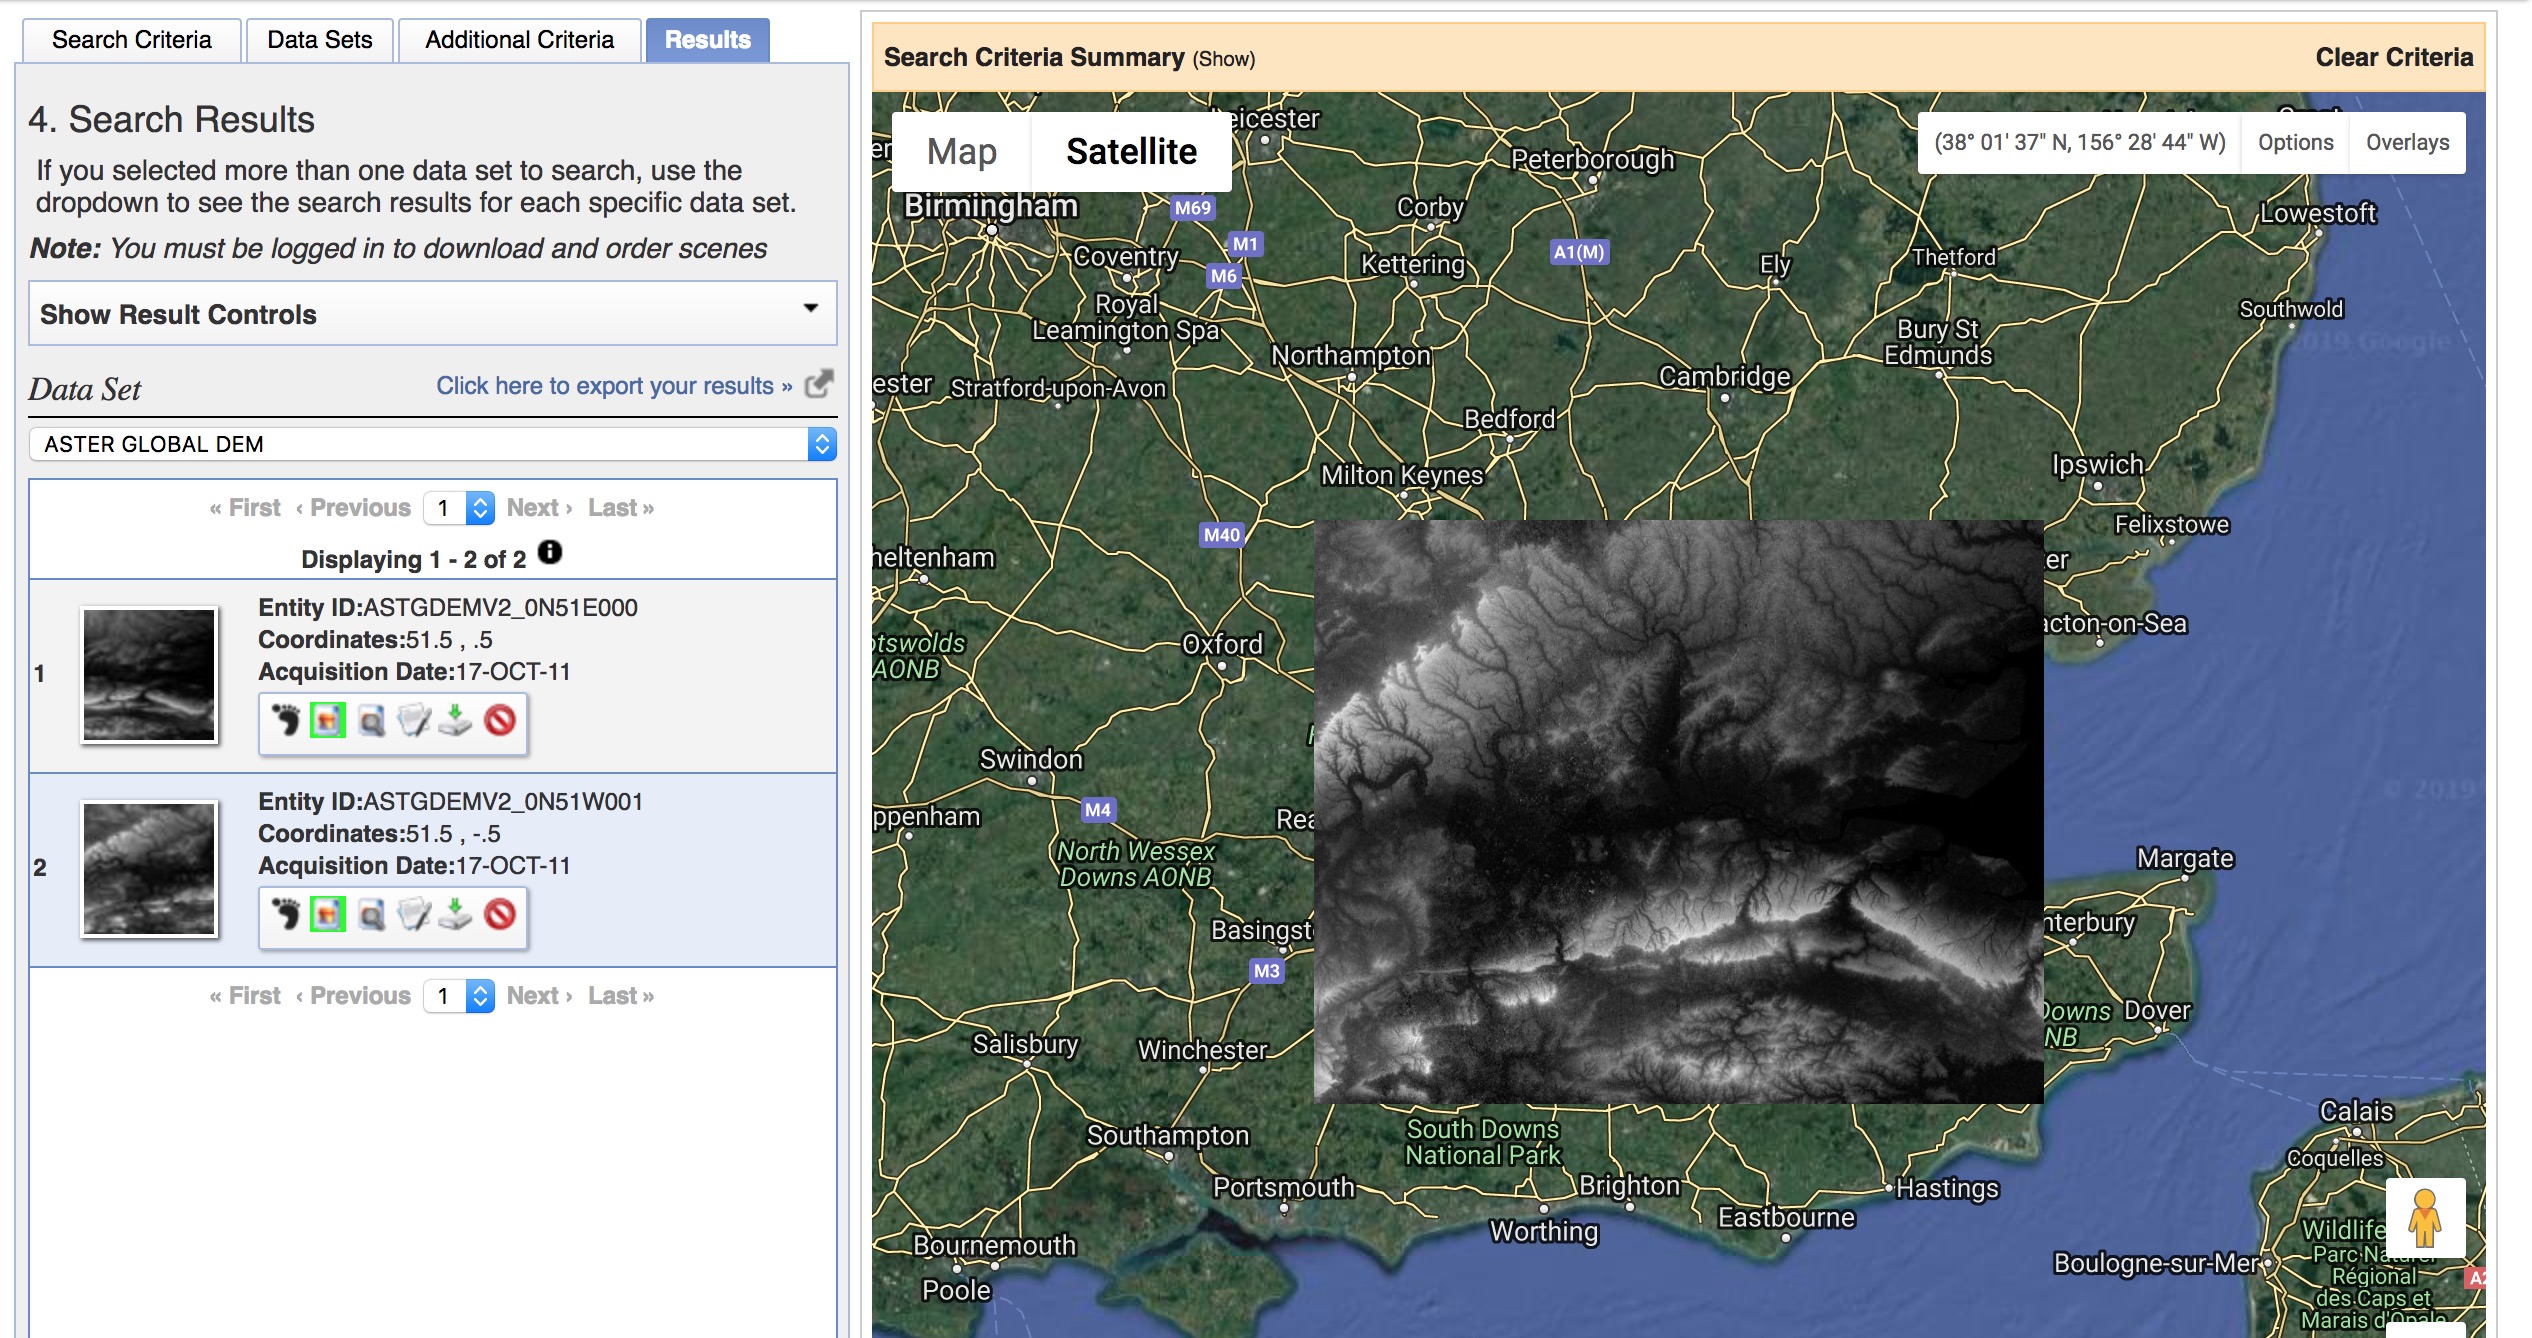 Search Criteria
Data Sets
Additional Criteria
Results
4. Search Results
If you selected more than one data set to search, use the
dropdown to see the search results for each specific data set.
Note: You must be logged in to download and order scenes
Show Result Controls
Data Set
Click here to export your results »
ASTER GLOBAL DEM
« First ‹ Previous 1 Next › Last »
Displaying 1 - 2 of 2
1
Entity ID:ASTGDEMV2_0N51E000
Coordinates:51.5 , .5
Acquisition Date:17-OCT-11
2
Entity ID:ASTGDEMV2_0N51W001
Coordinates:51.5 , -.5
Acquisition Date:17-OCT-11
« First ‹ Previous 1 Next › Last »
Search Criteria Summary (Show)
Clear Criteria
Map
Satellite
(38° 01' 37" N, 156° 28' 44" W)
Options
Overlays
eicester
Peterborough
Birmingham
M69
Corby
Lowestoft
M1
A1(M)
Coventry
M6
Kettering
Ely
Thetford
Royal
Leamington Spa
Southwold
Northampton
Bury St
Edmunds
2019 Google
ester
Stratford-upon-Avon
Cambridge
Bedford
Milton Keynes
Ipswich
M40
Felixstowe
heltenham
er
otswolds
AONB
Oxford
acton-on-Sea
Swindon
© 2019
M4
ppenham
Rea
North Wessex
Downs AONB
Margate
Basingst
nterbury
M3
Downs
NB
Dover
Salisbury
Winchester
Calais
Southampton
South Downs
National Park
Coquelles
Portsmouth
Brighton
Hastings
Worthing
Eastbourne
Bournemouth
Poole
Boulogne-sur-Mer
Wildlife
Parc Naturel
Régional
des Caps et
Marais d'Opale
A2